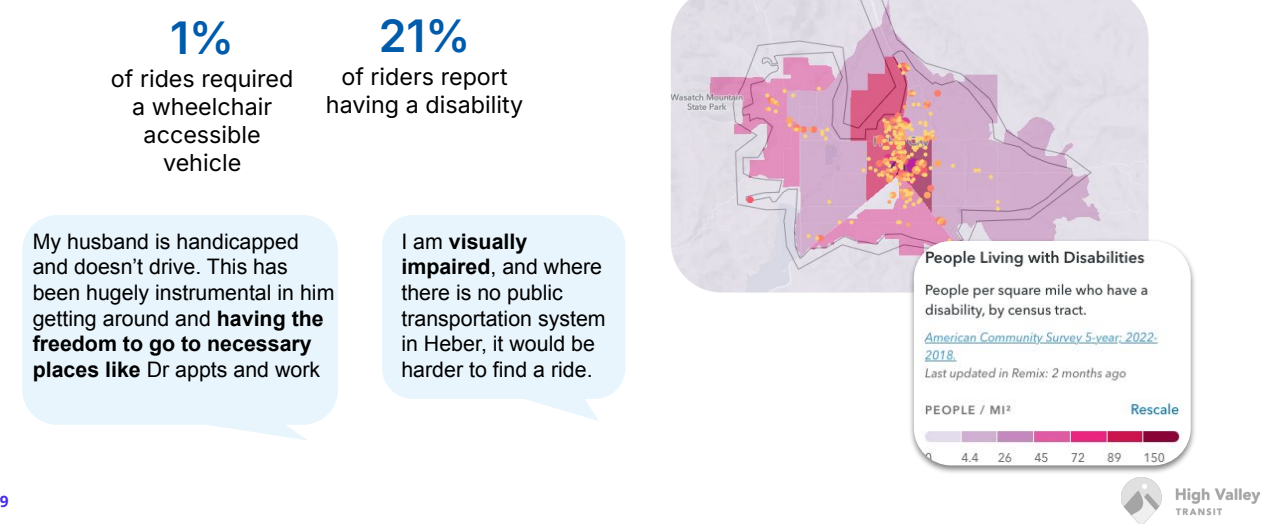 1%
of rides required
a wheelchair
accessible
vehicle
21%
of riders report
having a disability
My husband is handicapped
and doesn’t drive. This has
been hugely instrumental in him
getting around and having the
freedom to go to necessary
places like Dr appts and work
I am visually
impaired, and where
there is no public
transportation system
in Heber, it would be
harder to find a ride.
Wasatch Mountain
State Park
People Living with Disabilities
People per square mile who have a
disability, by census tract.
American Community Survey 5-year; 2022-
2018.
Last updated in Remix: 2 months ago
PEOPLE / MI²
Rescale
0 4.4 26 45 72 89 150
9
High Valley
TRANSIT